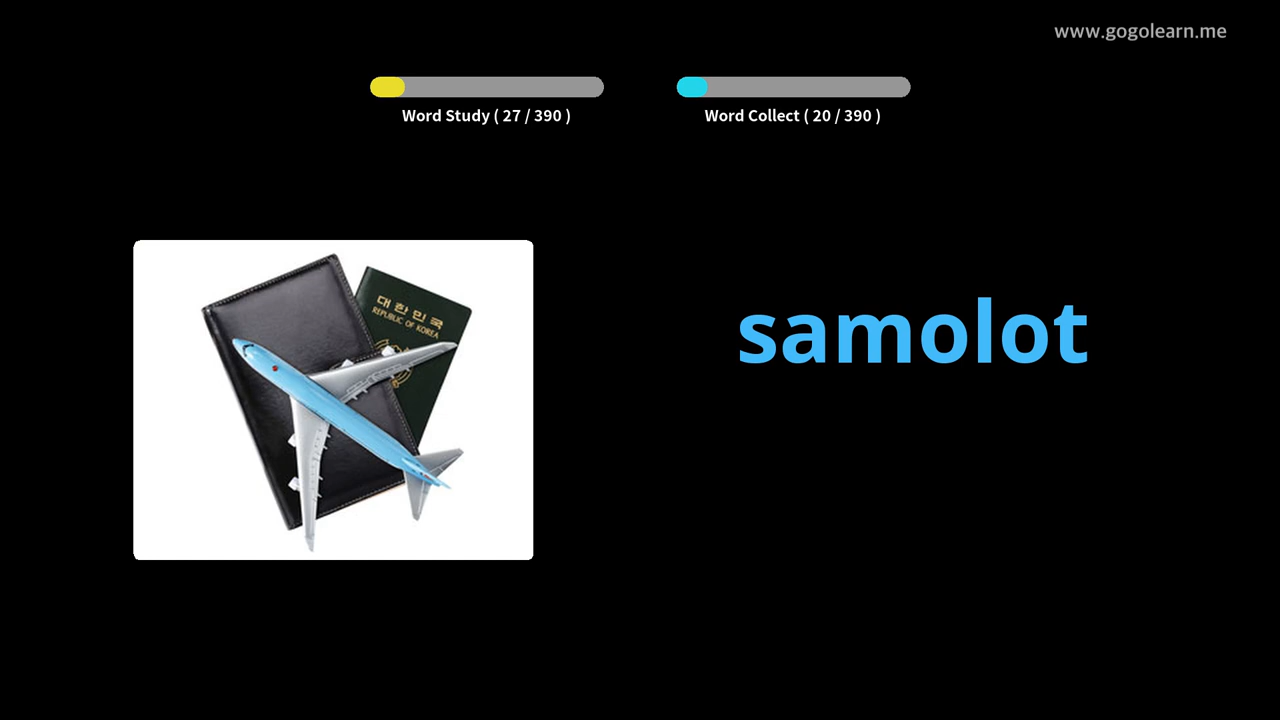 www.gogolearn.me
Word Study ( 27 / 390 )
Word Collect ( 20 / 390 )
대한민국
REPUBLIC OF KOREA
samolot